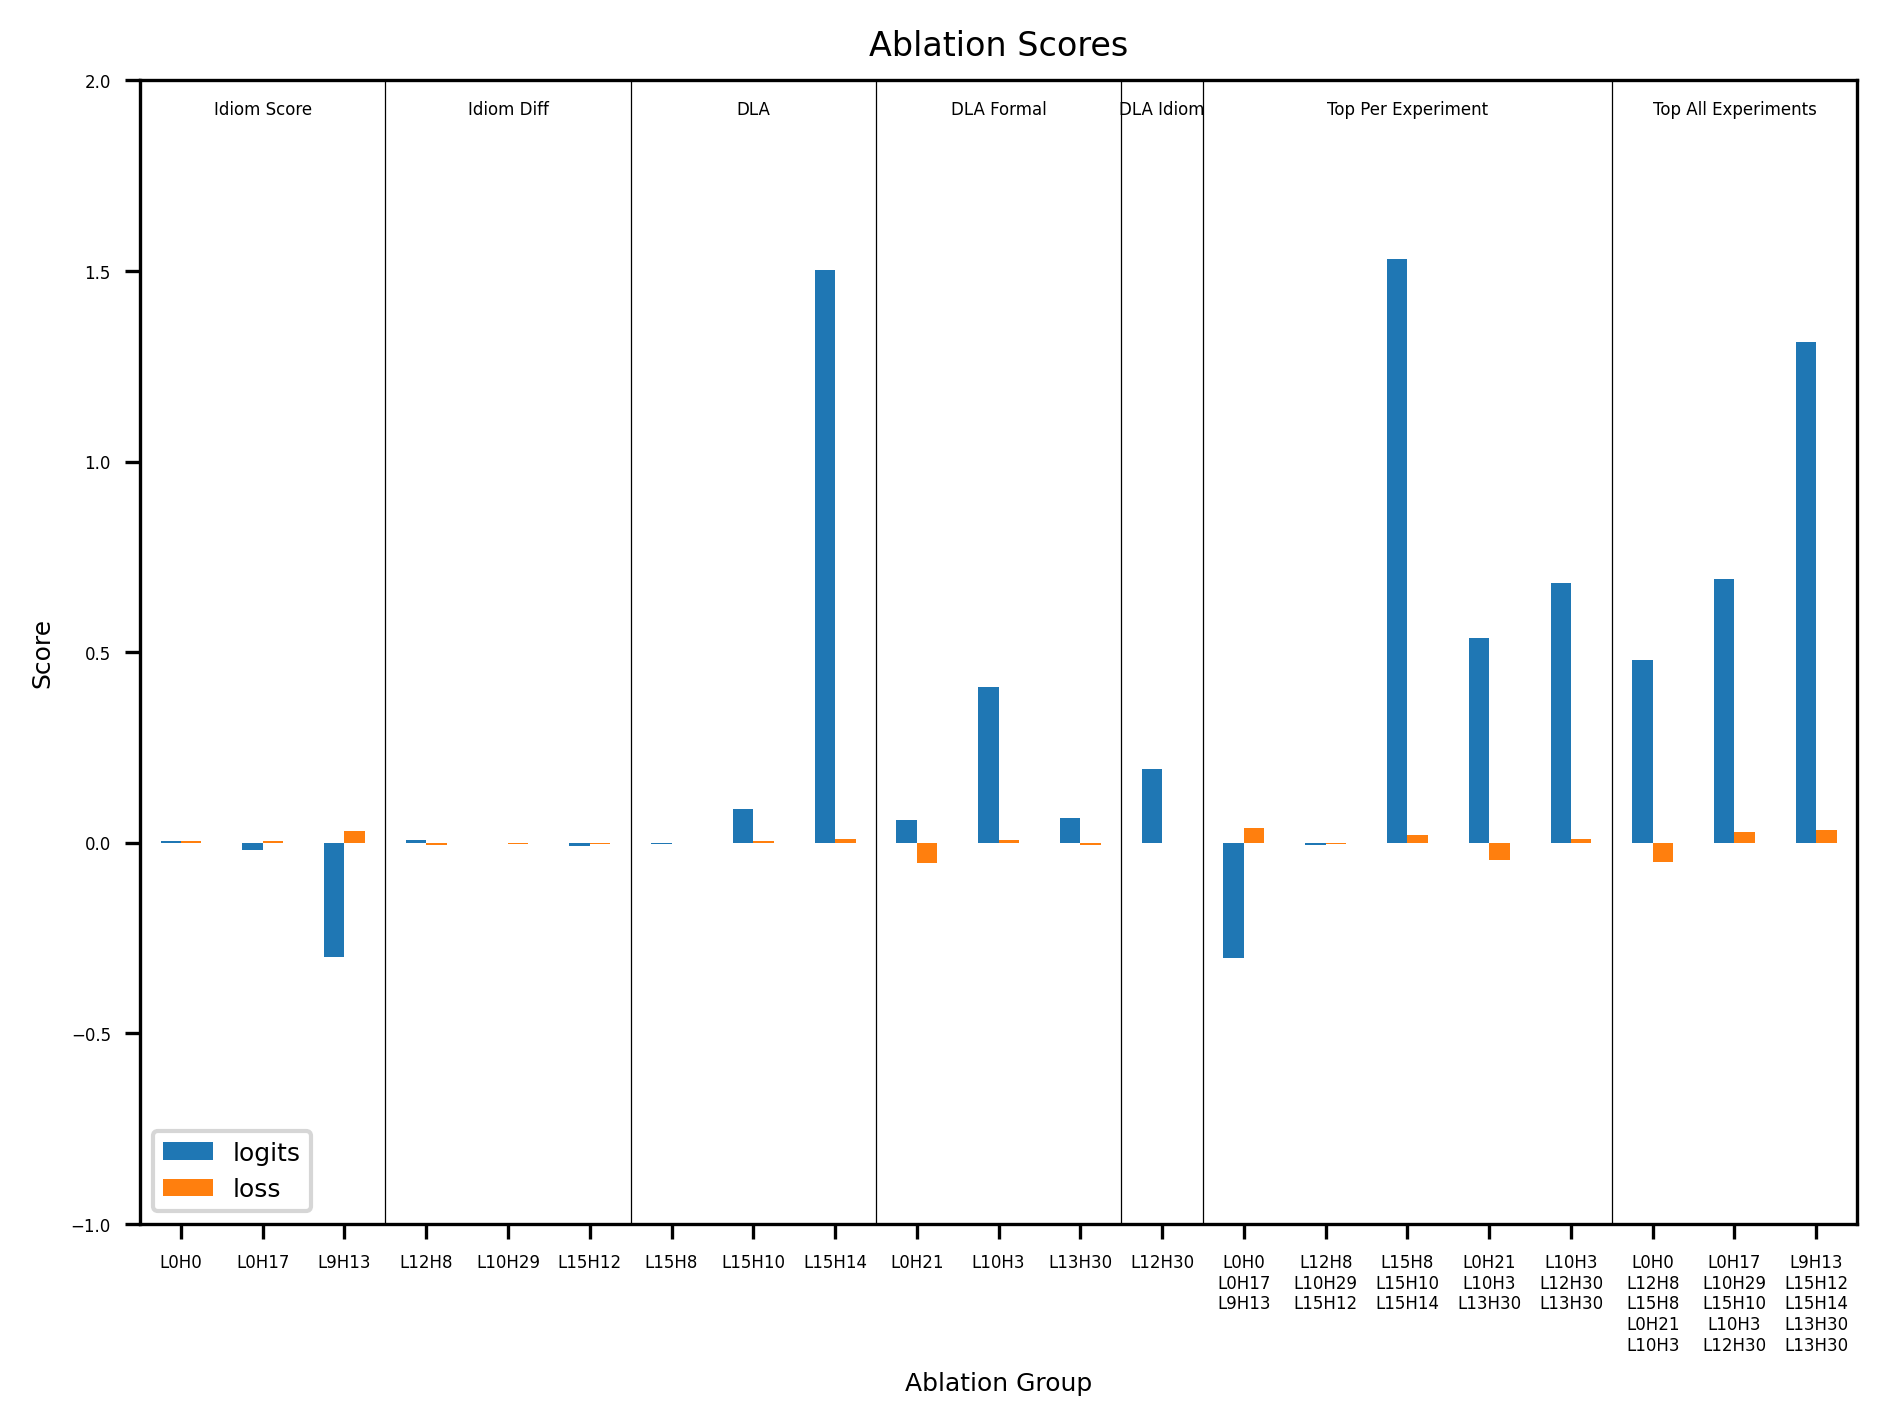 Ablation Scores
Idiom Score
Idiom Diff
DLA
DLA Formal
DLA Idiom
Top Per Experiment
Top All Experiments
2.0
1.5
1.0
0.5
0.0
−0.5
−1.0
Score
logits
loss
L0H0
L0H17
L9H13
L12H8
L10H29
L15H12
L15H8
L15H10
L15H14
L0H21
L10H3
L13H30
L12H30
L0H0
L0H17
L9H13
L12H8
L10H29
L15H12
L15H8
L15H10
L15H14
L0H21
L10H3
L13H30
L10H3
L12H30
L13H30
L0H0
L12H8
L15H8
L0H21
L10H3
L0H17
L10H29
L15H10
L10H3
L12H30
L9H13
L15H12
L15H14
L13H30
L13H30
Ablation Group